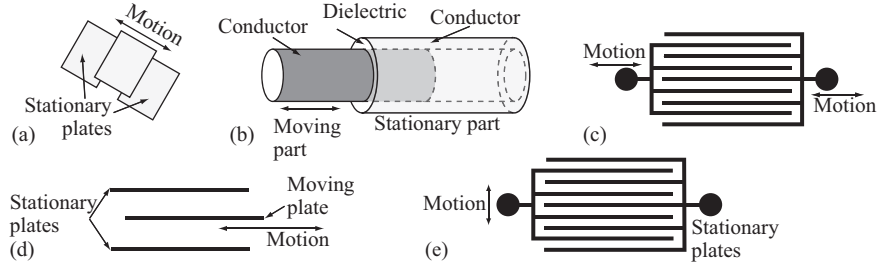 Motion
Stationary
plates
(a)
Conductor
Dielectric
Conductor
Moving
part
Stationary part
(b)
Motion
Motion
(c)
Stationary
plates
Moving
plate
Motion
(d)
Motion
Stationary
plates
(e)